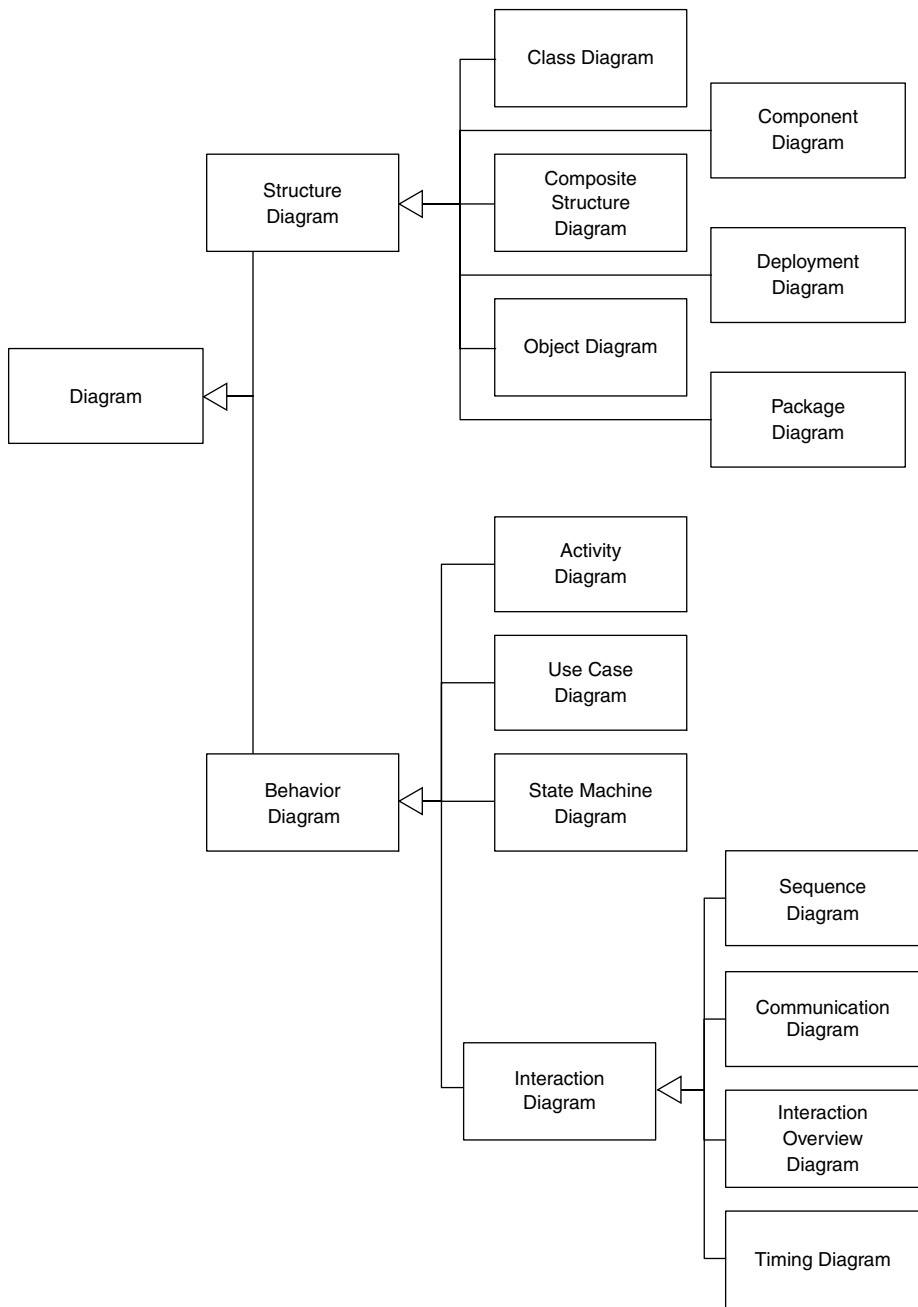 Class Diagram
Component
Diagram
Structure
Diagram
Composite
Structure
Diagram
Deployment
Diagram
Object Diagram
Diagram
Package
Diagram
Activity
Diagram
Use Case
Diagram
Behavior
Diagram
State Machine
Diagram
Sequence
Diagram
Communication
Diagram
Interaction
Diagram
Interaction
Overview
Diagram
Timing Diagram